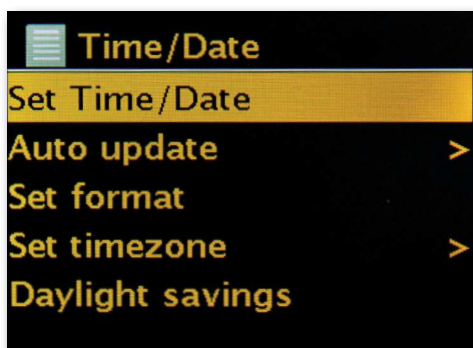 Time/Date
Set Time/Date
Auto update >
Set format
Set timezone >
Daylight savings